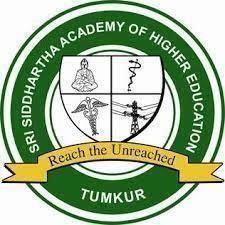 SRI SIDDHARTHA ACADEMY OF HIGHER EDUCATION
Reach the Unreached
TUMKUR